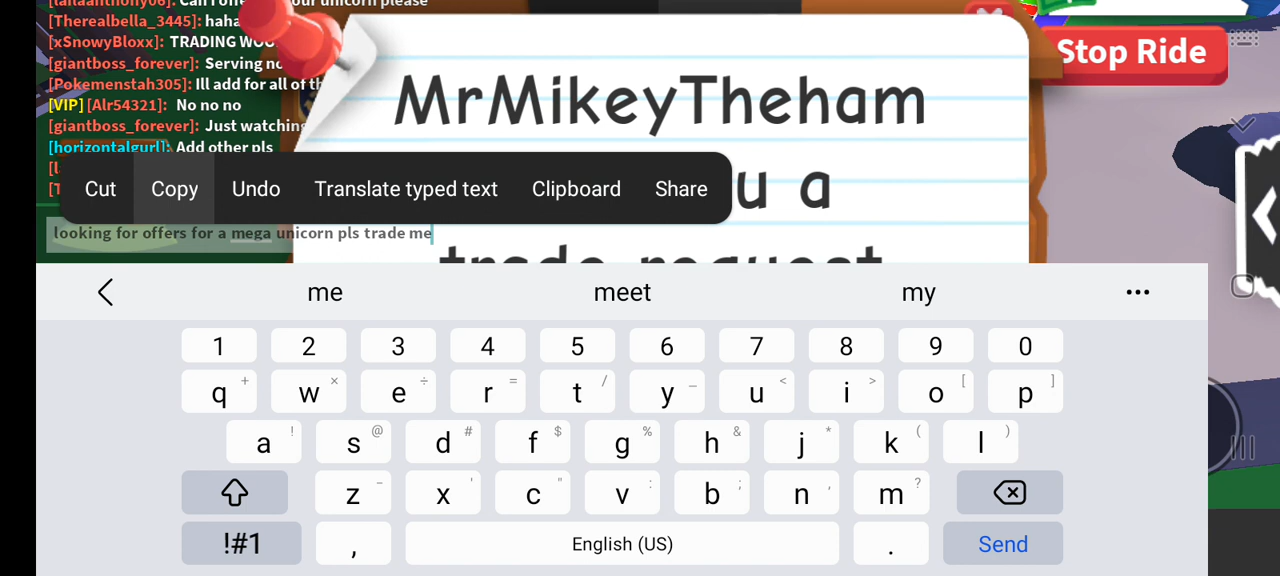 please
[Therealbella_3445]: haha
[xSnowyBloxx]: TRADING
[giantboss_forever]: Serving
[Pokemenstah305]: Ill add for all of
[VIP] [Alr54321]: No no no
[giantboss_forever]: Just watching
[horizontalgurl]: Add other pls
Stop Ride
MrMikeyTheham
u a
trade request
Cut Copy Undo Translate typed text Clipboard Share
looking for offers for a mega unicorn pls trade me
me meet my ...
1 2 3 4 5 6 7 8 9 0
q + w × e ÷ r = t / y _ u < i > o [ p ]
a ! s @ d # f $ g % h & j * k ( l )
z - x ' c " v : b ; n , m ?
!#1 , English (US) . Send